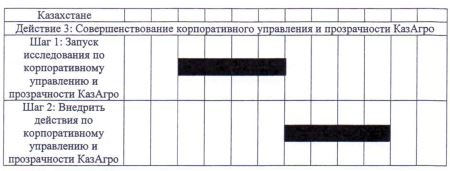 Казахстане
Действие 3: Совершенствование корпоративного управления и прозрачности КазАгро
Шаг 1: Запуск
исследования по
корпоративному
управлению и
прозрачности КазАгро
Шаг 2: Внедрить
действия по
корпоративному
управлению и
прозрачности КазАгро